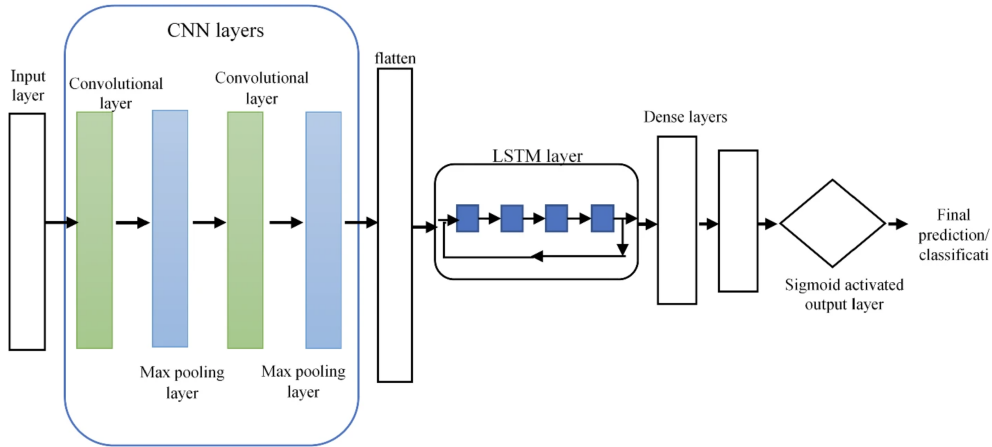 CNN layers
flatten
Input
layer
Convolutional
layer
Convolutional
layer
Dense layers
LSTM layer
Final
prediction/
classificati
Sigmoid activated
output layer
Max pooling
layer
Max pooling
layer